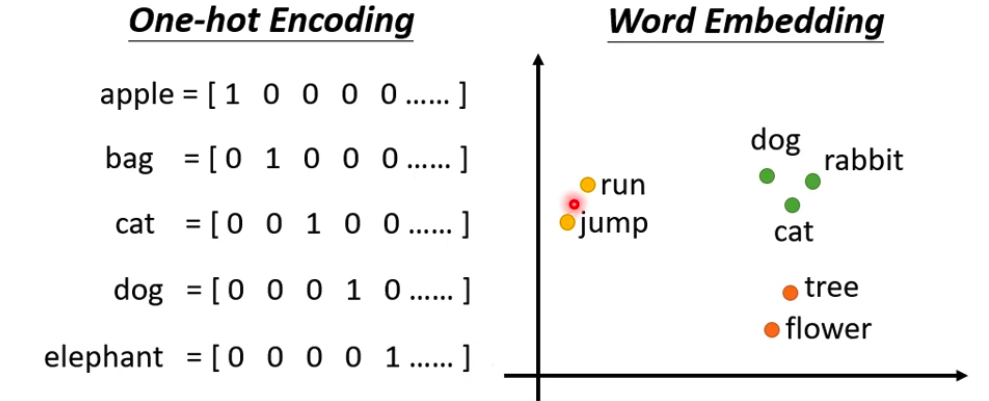 One-hot Encoding
apple = [ 1 0 0 0 0 ...... ]
bag = [ 0 1 0 0 0 ...... ]
cat = [ 0 0 1 0 0 ...... ]
dog = [ 0 0 0 1 0 ...... ]
elephant = [ 0 0 0 0 1 ...... ]
Word Embedding
dog
rabbit
run
jump
cat
tree
flower